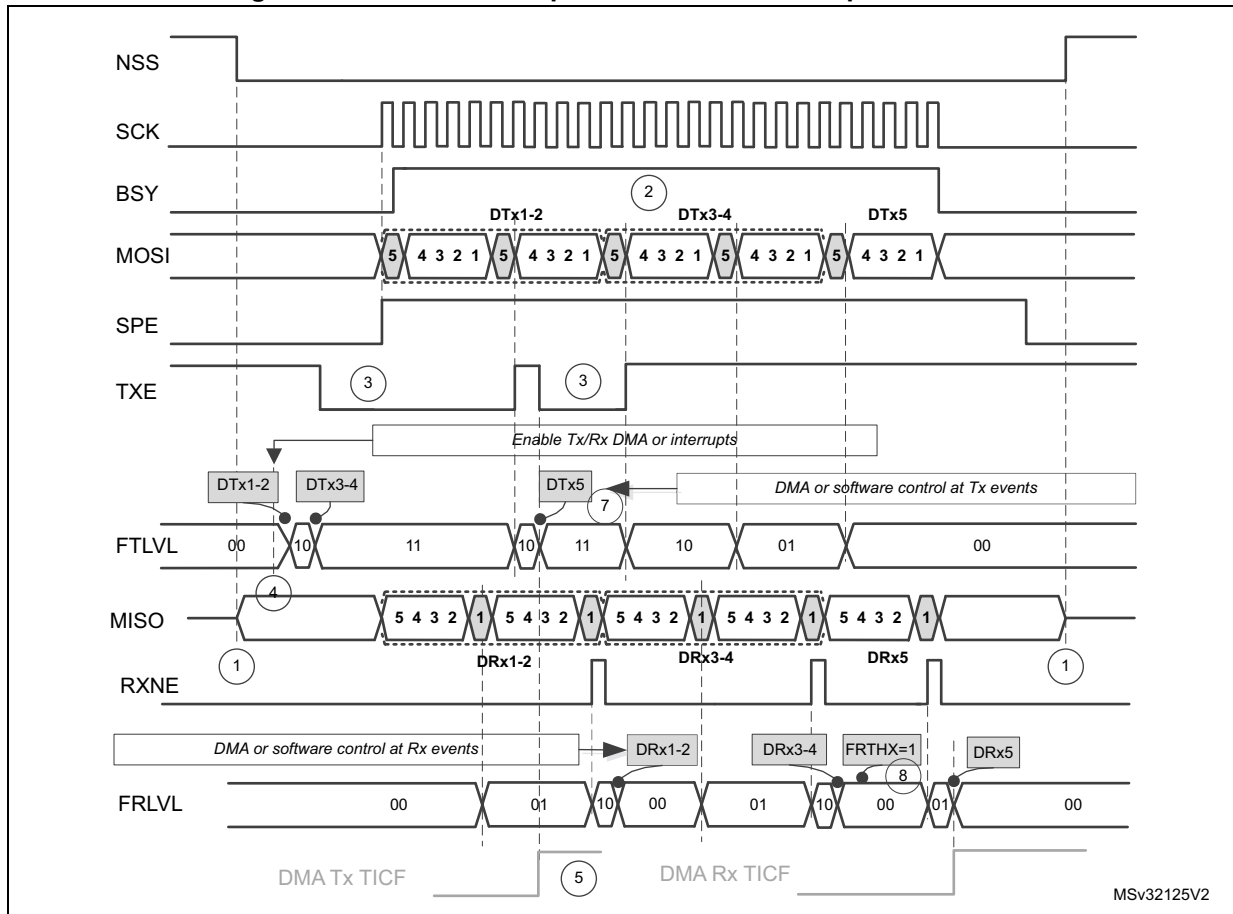 NSS
SCK
BSY
2
DTx1-2 DTx3-4 DTx5
MOSI 5 4 3 2 1 5 4 3 2 1 5 4 3 2 1 5 4 3 2 1 5 4 3 2 1
SPE
TXE 3 3
Enable Tx/Rx DMA or interrupts
DTx1-2 DTx3-4 DTx5 7 DMA or software control at Tx events
FTLVL 00 10 11 10 11 10 01 00
4
MISO 5 4 3 2 1 5 4 3 2 1 5 4 3 2 1 5 4 3 2 1 5 4 3 2 1
1 DRx1-2 DRx3-4 DRx5 1
RXNE
DMA or software control at Rx events DRx1-2 DRx3-4 FRTHX=1 DRx5
8
FRLVL 00 01 10 00 01 10 00 01 00
DMA Tx TICF 5 DMA Rx TICF
MSv32125V2